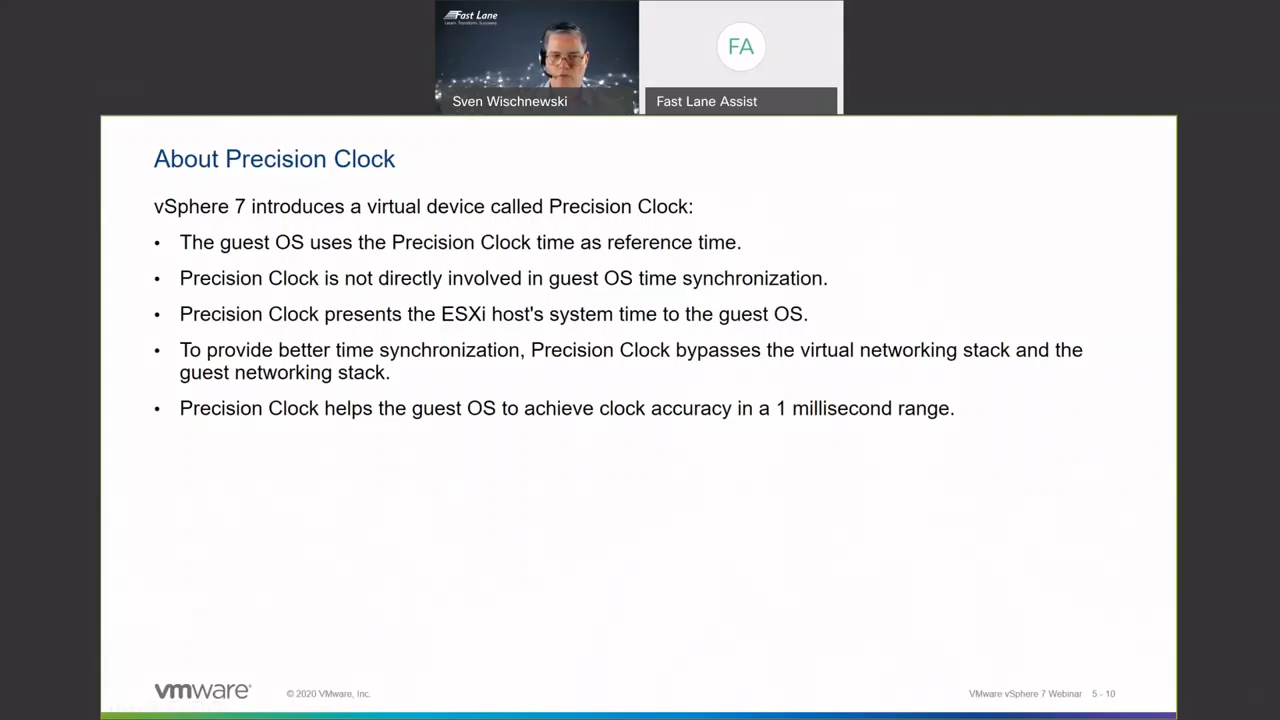 Fast Lane
Learn. Transform. Succeed.
FA
Sven Wischnewski
Fast Lane Assist
About Precision Clock
vSphere 7 introduces a virtual device called Precision Clock:
• The guest OS uses the Precision Clock time as reference time.
• Precision Clock is not directly involved in guest OS time synchronization.
• Precision Clock presents the ESXi host's system time to the guest OS.
• To provide better time synchronization, Precision Clock bypasses the virtual networking stack and the
guest networking stack.
• Precision Clock helps the guest OS to achieve clock accuracy in a 1 millisecond range.
vmware®
© 2020 VMware, Inc.
VMware vSphere 7 Webinar 5 - 10